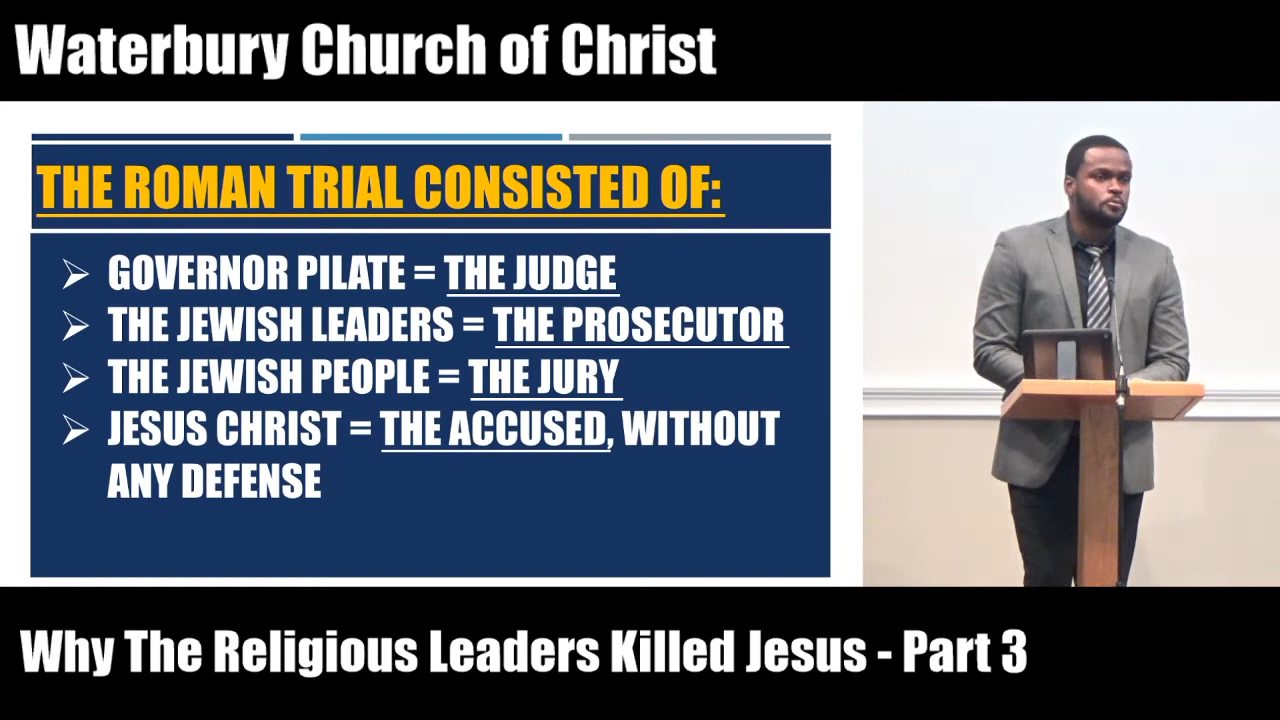 Waterbury Church of Christ
THE ROMAN TRIAL CONSISTED OF:
GOVERNOR PILATE = THE JUDGE
THE JEWISH LEADERS = THE PROSECUTOR
THE JEWISH PEOPLE = THE JURY
JESUS CHRIST = THE ACCUSED, WITHOUT
ANY DEFENSE
Why The Religious Leaders Killed Jesus - Part 3